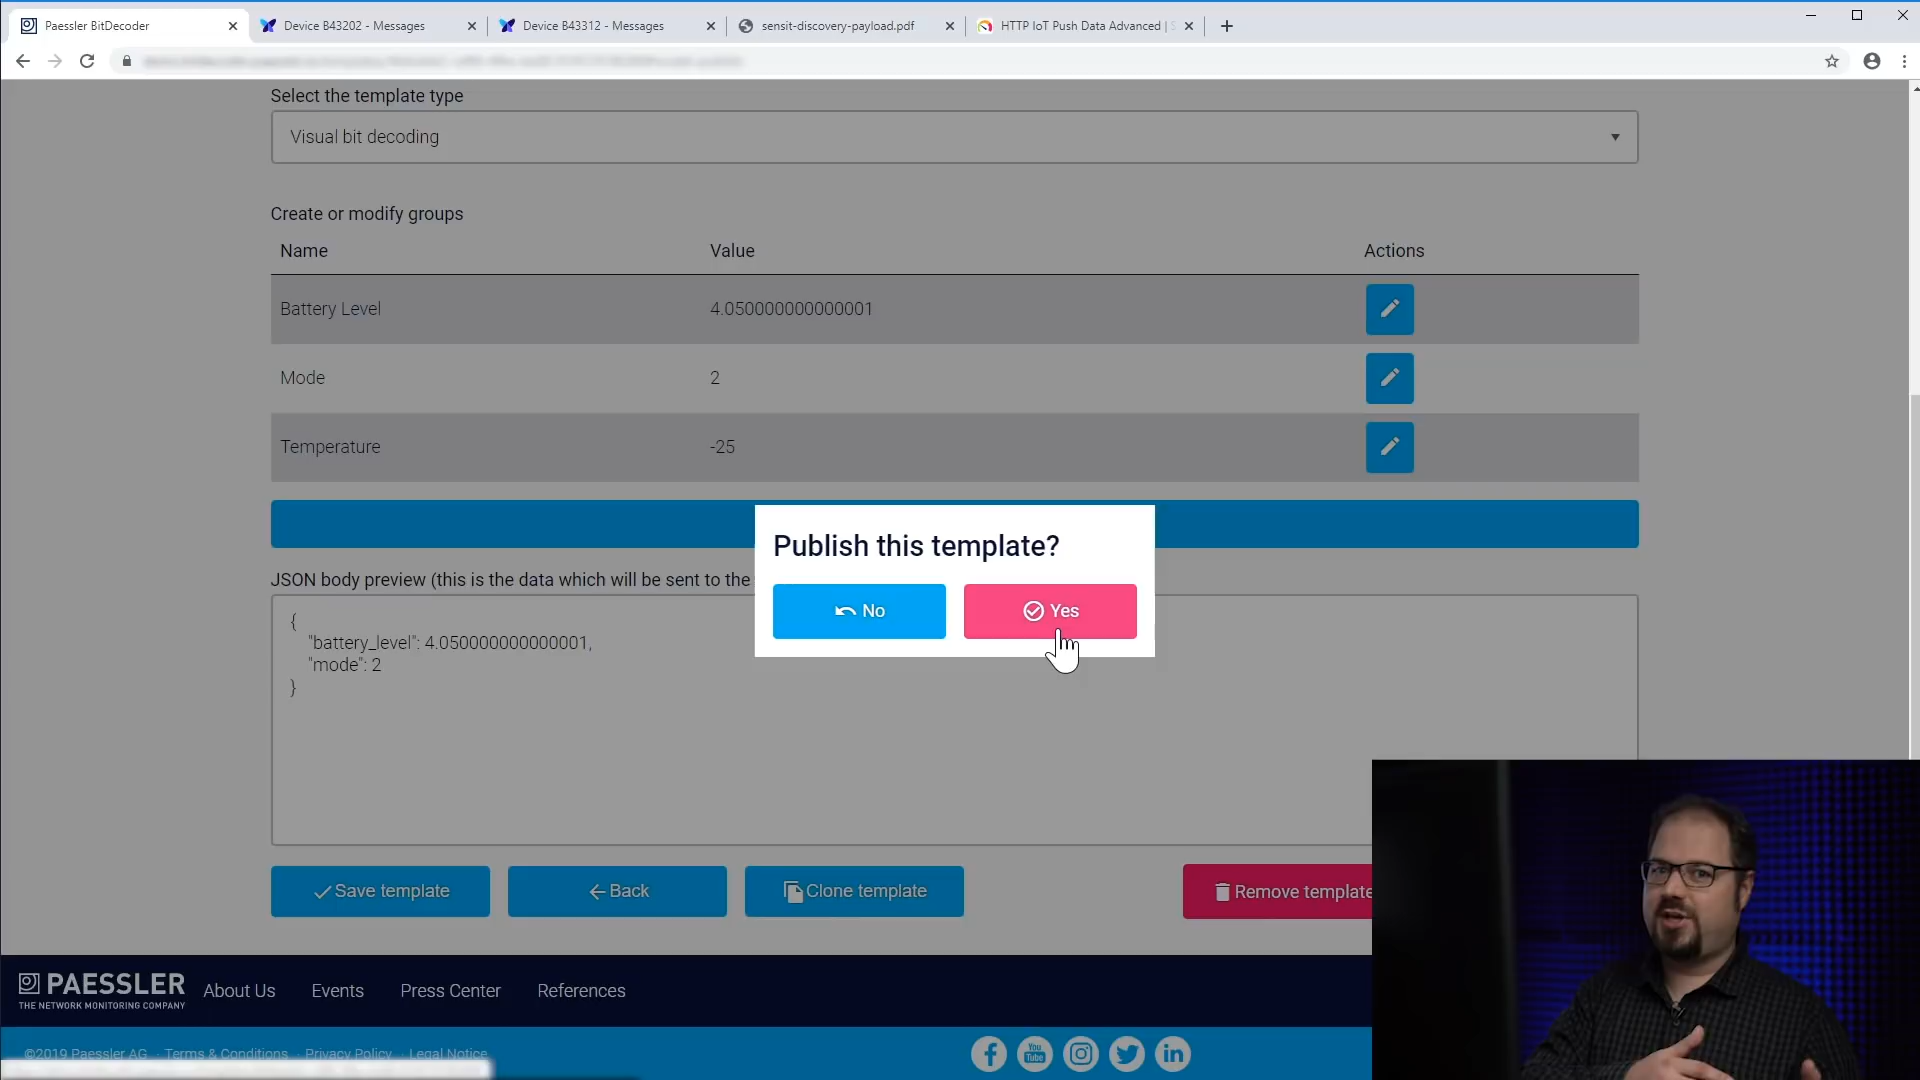 Paessler BitDecoder
Device B43202 - Messages
Device B43312 - Messages
sensit-discovery-payload.pdf
HTTP IoT Push Data Advanced |
Select the template type
Visual bit decoding
Create or modify groups
Name Value Actions
Battery Level 4.050000000000001
Mode 2
Temperature -25
Publish this template?
No Yes
JSON body preview (this is the data which will be sent to the
{
"battery_level": 4.050000000000001,
"mode": 2
}
Save template
Back
Clone template
Remove template
PAESSLER
THE NETWORK MONITORING COMPANY
About Us Events Press Center References
©2019 Paessler AG · Terms & Conditions · Privacy Policy · Legal Notice
You
Tube